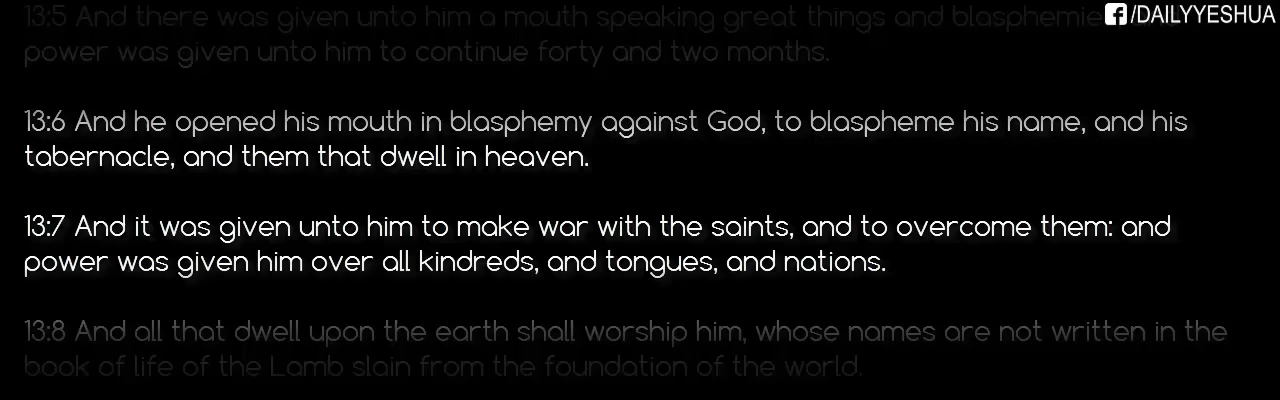 13:5 And there was given unto him a mouth speaking great things and blasphemie
/DAILYYESHUA
power was given unto him to continue forty and two months.
13:6 And he opened his mouth in blasphemy against God, to blaspheme his name, and his
tabernacle, and them that dwell in heaven.
13:7 And it was given unto him to make war with the saints, and to overcome them: and
power was given him over all kindreds, and tongues, and nations.
13:8 And all that dwell upon the earth shall worship him, whose names are not written in the
book of life of the Lamb slain from the foundation of the world.